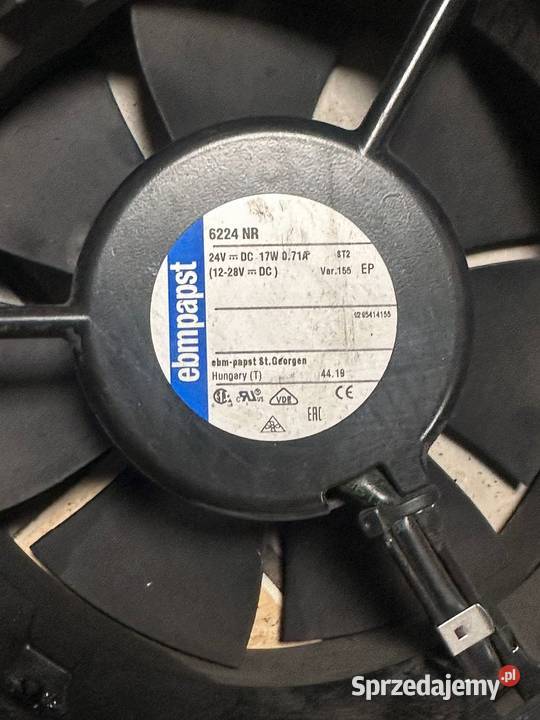 ebmpapst
6224 NR
24V ⎓ DC 17W 0.71A ST2
(12-28V ⎓ DC) Ver.155 EP
ebm-papst St.Georgen
Hungary (T) 44.19
VDE CE
EAC
Sprzedajemy.pl